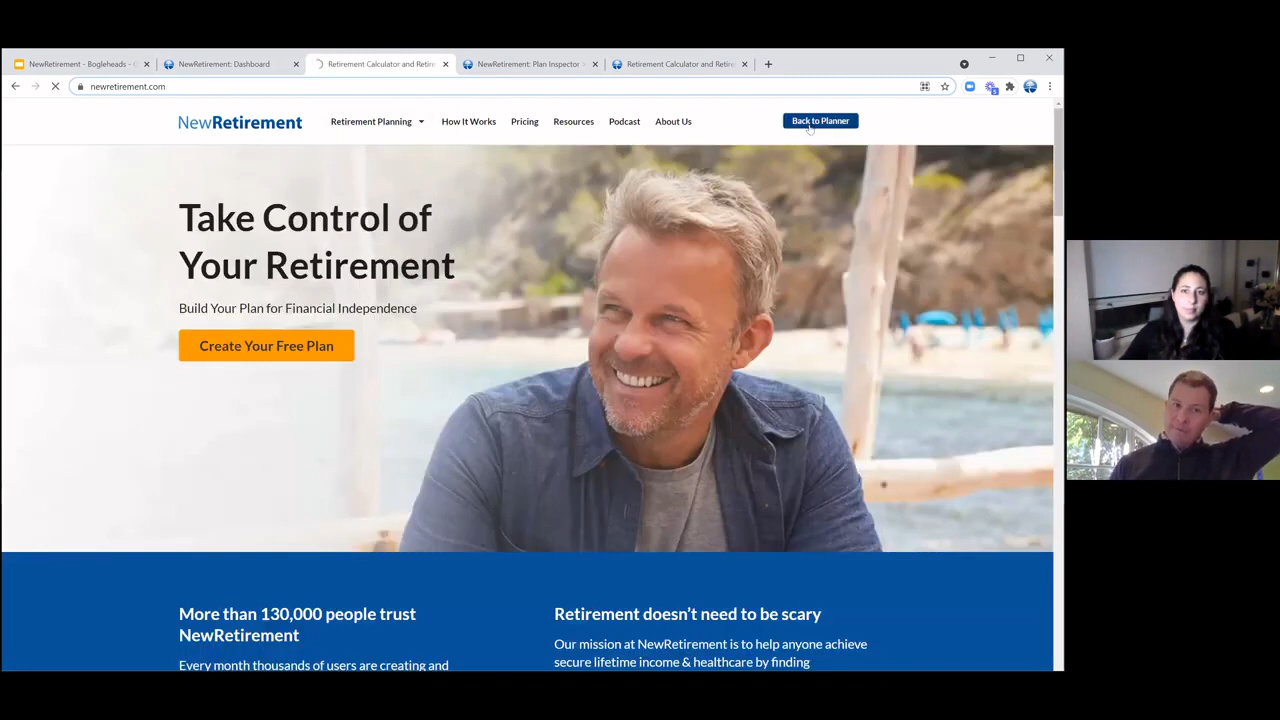 NewRetirement - Bogleheads - G
NewRetirement: Dashboard
Retirement Calculator and Retire
NewRetirement: Plan Inspector >
Retirement Calculator and Retire
newretirement.com
NewRetirement
Retirement Planning
How It Works
Pricing
Resources
Podcast
About Us
Back to Planner
Take Control of
Your Retirement
Build Your Plan for Financial Independence
Create Your Free Plan
More than 130,000 people trust
NewRetirement
Every month thousands of users are creating and
Retirement doesn’t need to be scary
Our mission at NewRetirement is to help anyone achieve
secure lifetime income & healthcare by finding